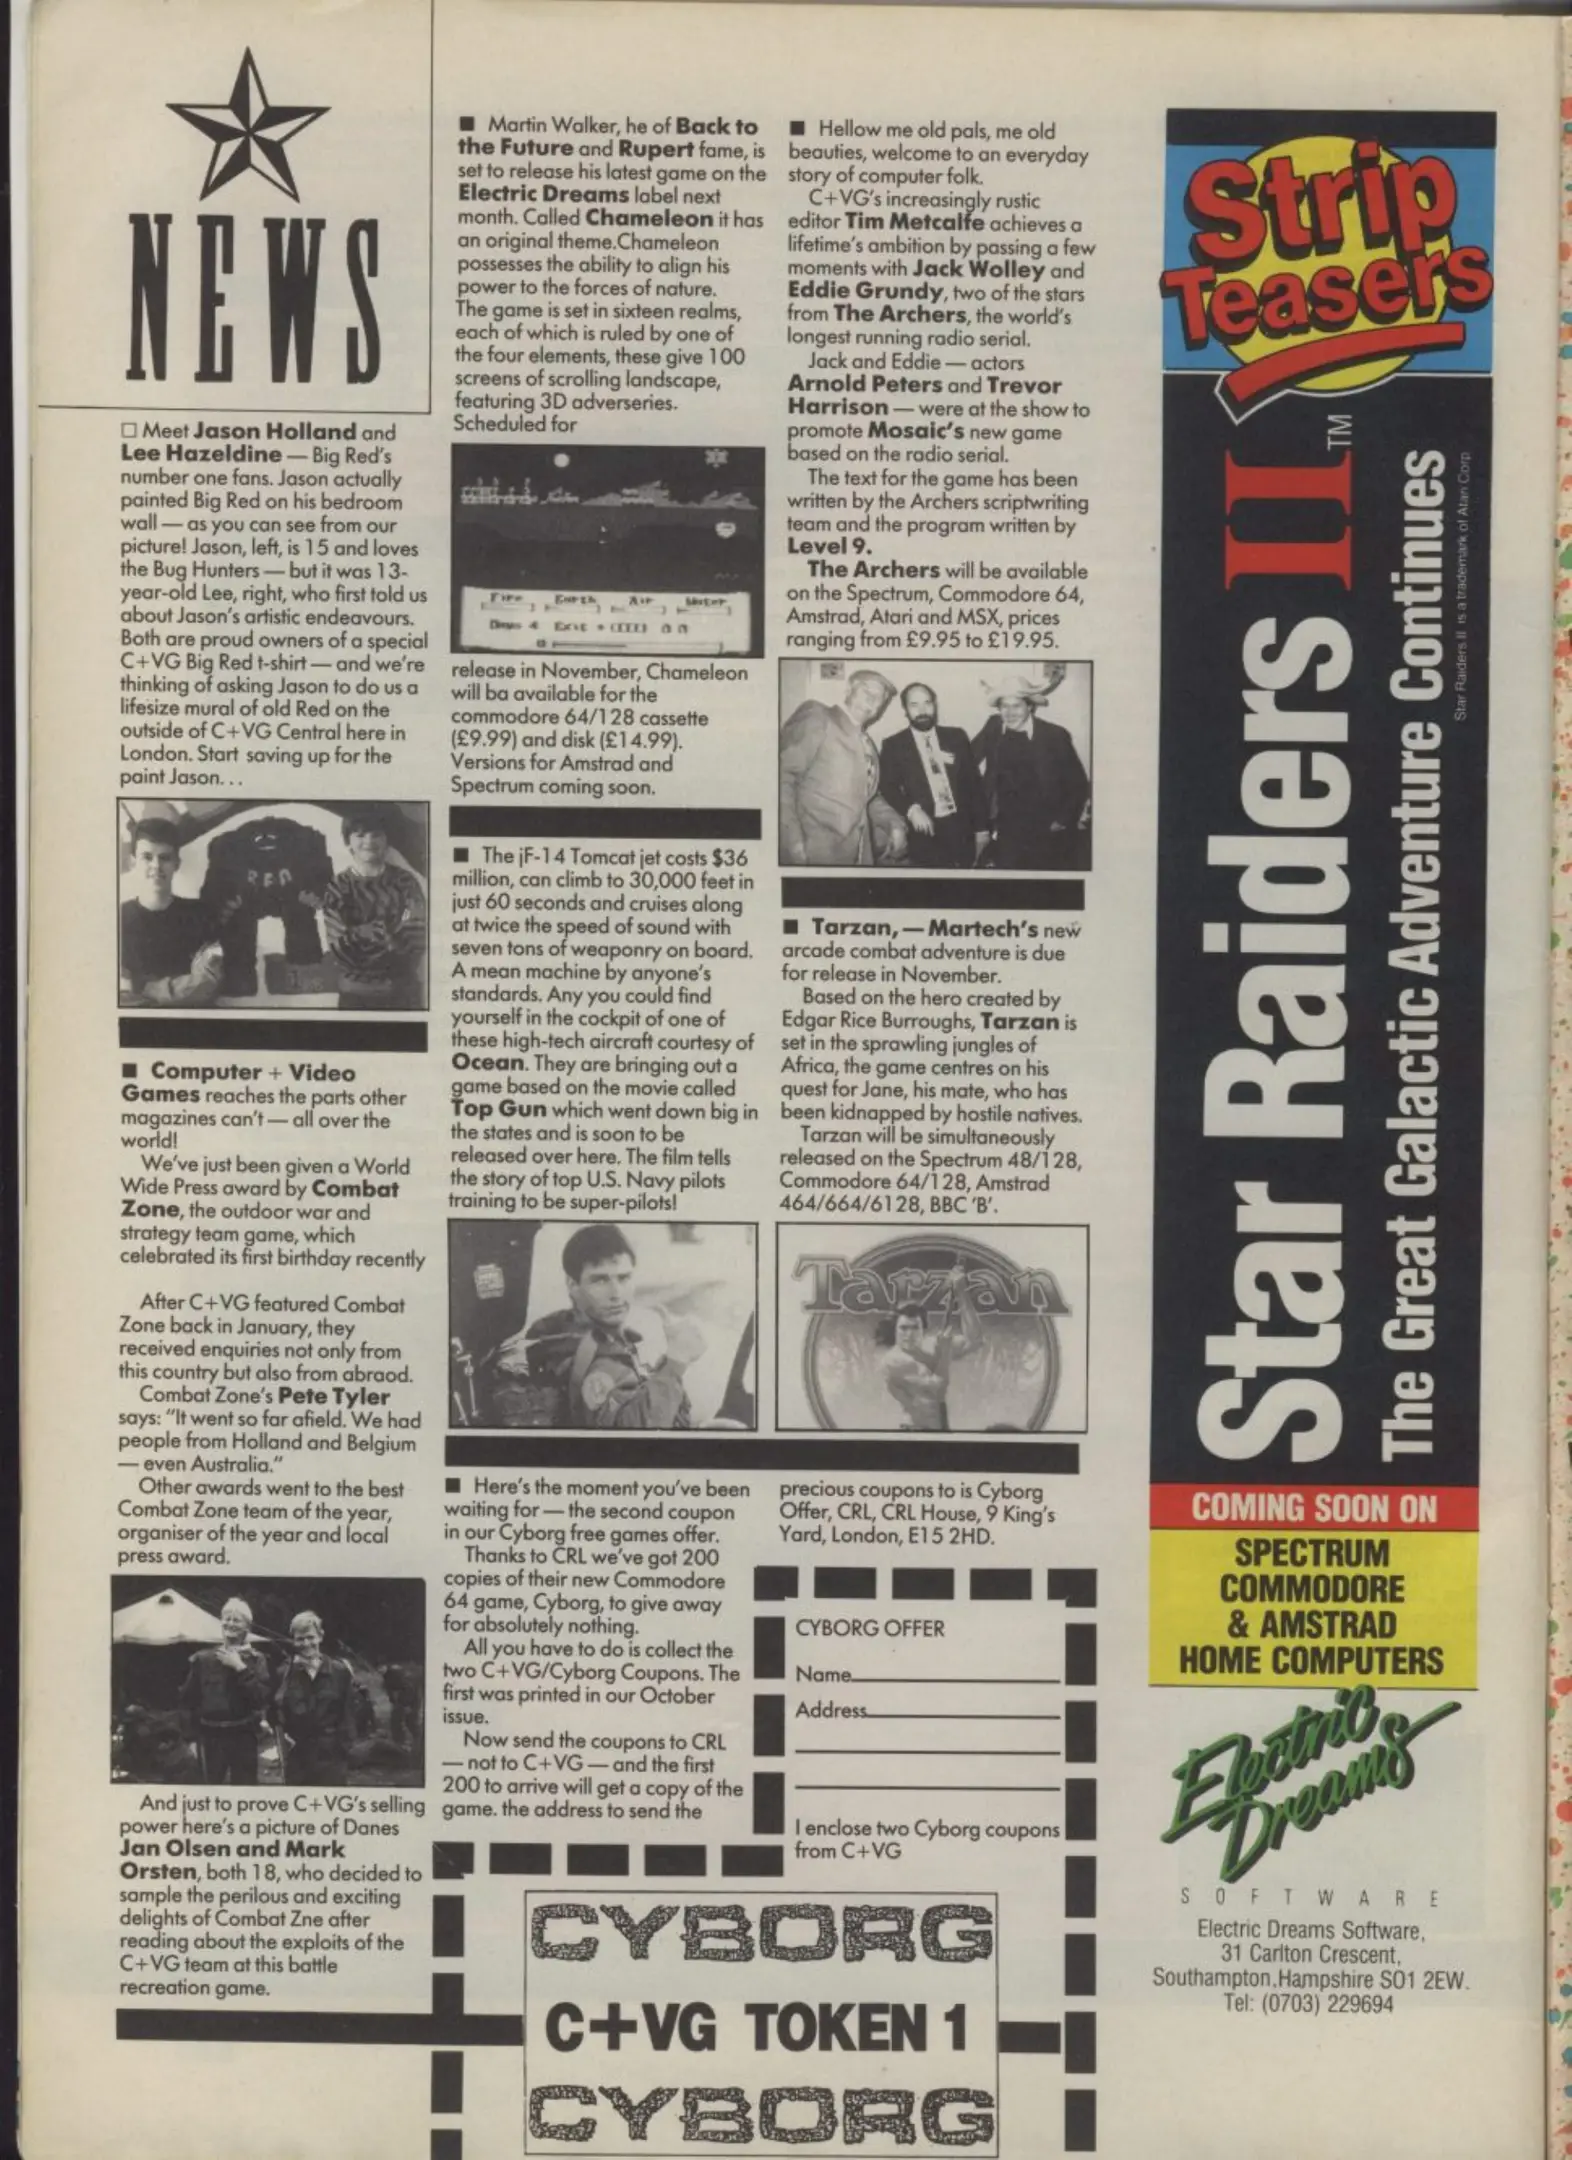 NEWS
□ Meet Jason Holland and
Lee Hazeldine — Big Red's
number one fans. Jason actually
painted Big Red on his bedroom
wall — as you can see from our
picture! Jason, left, is 15 and loves
the Bug Hunters — but it was 13-
year-old Lee, right, who first told us
about Jason's artistic endeavours.
Both are proud owners of a special
C+VG Big Red t-shirt — and we're
thinking of asking Jason to do us a
lifesize mural of old Red on the
outside of C+VG Central here in
London. Start saving up for the
paint Jason. . .
RED
■ Computer + Video
Games reaches the parts other
magazines can't — all over the
world!
We've just been given a World
Wide Press award by Combat
Zone, the outdoor war and
strategy team game, which
celebrated its first birthday recently
After C+VG featured Combat
Zone back in January, they
received enquiries not only from
this country but also from abraod.
Combat Zone's Pete Tyler
says: "It went so far afield. We had
people from Holland and Belgium
— even Australia."
Other awards went to the best
Combat Zone team of the year,
organiser of the year and local
press award.
And just to prove C+VG's selling
power here's a picture of Danes
Jan Olsen and Mark
Orsten, both 18, who decided to
sample the perilous and exciting
delights of Combat Zne after
reading about the exploits of the
C+VG team at this battle
recreation game.
■ Martin Walker, he of Back to
the Future and Rupert fame, is
set to release his latest game on the
Electric Dreams label next
month. Called Chameleon it has
an original theme.Chameleon
possesses the ability to align his
power to the forces of nature.
The game is set in sixteen realms,
each of which is ruled by one of
the four elements, these give 100
screens of scrolling landscape,
featuring 3D adverseries.
Scheduled for
Fire Earth Air Water
Days 4 Exit
release in November, Chameleon
will ba available for the
commodore 64/128 cassette
(£9.99) and disk (£14.99).
Versions for Amstrad and
Spectrum coming soon.
■ The jF-14 Tomcat jet costs $36
million, can climb to 30,000 feet in
just 60 seconds and cruises along
at twice the speed of sound with
seven tons of weaponry on board.
A mean machine by anyone's
standards. Any you could find
yourself in the cockpit of one of
these high-tech aircraft courtesy of
Ocean. They are bringing out a
game based on the movie called
Top Gun which went down big in
the states and is soon to be
released over here. The film tells
the story of top U.S. Navy pilots
training to be super-pilots!
■ Hellow me old pals, me old
beauties, welcome to an everyday
story of computer folk.
C+VG's increasingly rustic
editor Tim Metcalfe achieves a
lifetime's ambition by passing a few
moments with Jack Wolley and
Eddie Grundy, two of the stars
from The Archers, the world's
longest running radio serial.
Jack and Eddie — actors
Arnold Peters and Trevor
Harrison — were at the show to
promote Mosaic's new game
based on the radio serial.
The text for the game has been
written by the Archers scriptwriting
team and the program written by
Level 9.
The Archers will be available
on the Spectrum, Commodore 64,
Amstrad, Atari and MSX, prices
ranging from £9.95 to £19.95.
■ Tarzan, — Martech's new
arcade combat adventure is due
for release in November.
Based on the hero created by
Edgar Rice Burroughs, Tarzan is
set in the sprawling jungles of
Africa, the game centres on his
quest for Jane, his mate, who has
been kidnapped by hostile natives.
Tarzan will be simultaneously
released on the Spectrum 48/128,
Commodore 64/128, Amstrad
464/664/6128, BBC 'B'.
Tarzan
■ Here's the moment you've been
waiting for — the second coupon
in our Cyborg free games offer.
Thanks to CRL we've got 200
copies of their new Commodore
64 game, Cyborg, to give away
for absolutely nothing.
All you have to do is collect the
two C+VG/Cyborg Coupons. The
first was printed in our October
issue.
Now send the coupons to CRL
— not to C+VG — and the first
200 to arrive will get a copy of the
game. the address to send the
precious coupons to is Cyborg
Offer, CRL, CRL House, 9 King's
Yard, London, E15 2HD.
CYBORG OFFER
Name
Address
I enclose two Cyborg coupons
from C+VG
CYBORG
C+VG TOKEN 1
CYBORG
Strip
Teasers
Star Raiders II™
The Great Galactic Adventure Continues
Star Raiders II is a trademark of Atari Corp
COMING SOON ON
SPECTRUM
COMMODORE
& AMSTRAD
HOME COMPUTERS
Electric
Dreams
SOFTWARE
Electric Dreams Software,
31 Carlton Crescent,
Southampton,Hampshire SO1 2EW.
Tel: (0703) 229694